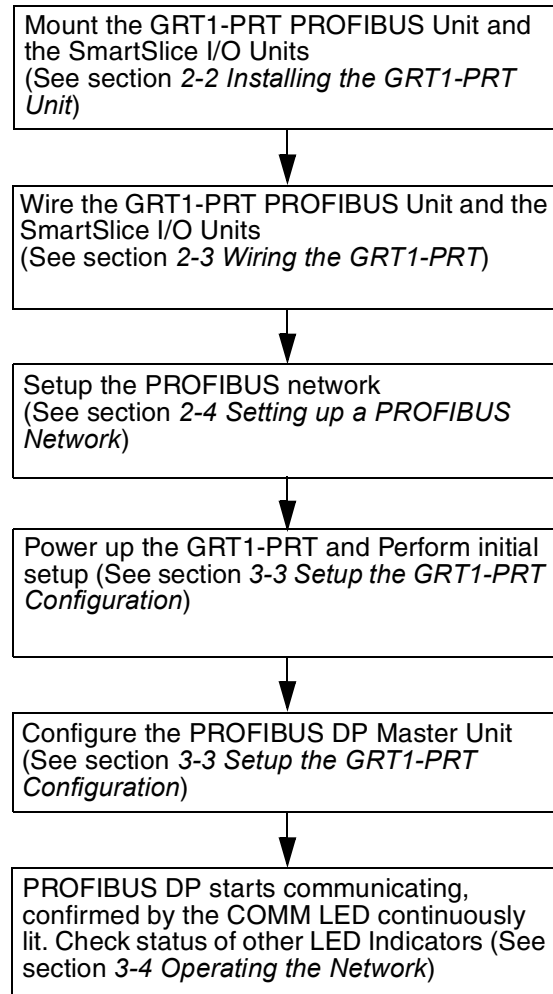 Mount the GRT1-PRT PROFIBUS Unit and
the SmartSlice I/O Units
(See section 2-2 Installing the GRT1-PRT
Unit)
Wire the GRT1-PRT PROFIBUS Unit and the
SmartSlice I/O Units
(See section 2-3 Wiring the GRT1-PRT)
Setup the PROFIBUS network
(See section 2-4 Setting up a PROFIBUS
Network)
Power up the GRT1-PRT and Perform initial
setup (See section 3-3 Setup the GRT1-PRT
Configuration)
Configure the PROFIBUS DP Master Unit
(See section 3-3 Setup the GRT1-PRT
Configuration)
PROFIBUS DP starts communicating,
confirmed by the COMM LED continuously
lit. Check status of other LED Indicators (See
section 3-4 Operating the Network)